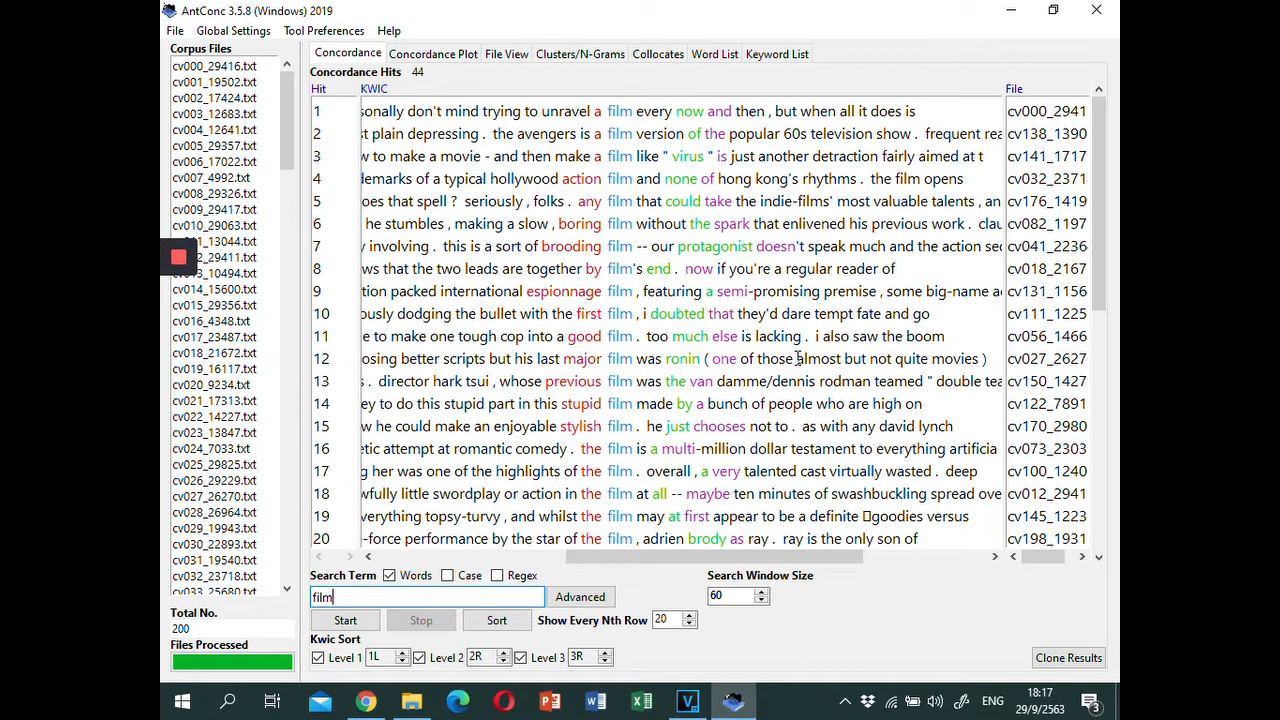 AntConc 3.5.8 (Windows) 2019
File Global Settings Tool Preferences Help
Corpus Files
cv000_29416.txt
cv001_19502.txt
cv002_17424.txt
cv003_12683.txt
cv004_12641.txt
cv005_29357.txt
cv006_17022.txt
cv007_4992.txt
cv008_29326.txt
cv009_29417.txt
cv010_29063.txt
13044.txt
29411.txt
10494.txt
cv014_15600.txt
cv015_29356.txt
cv016_4348.txt
cv017_23487.txt
cv018_21672.txt
cv019_16117.txt
cv020_9234.txt
cv021_17313.txt
cv022_14227.txt
cv023_13847.txt
cv024_7033.txt
cv025_29825.txt
cv026_29229.txt
cv027_26270.txt
cv028_26964.txt
cv029_19943.txt
cv030_22893.txt
cv031_19540.txt
cv032_23718.txt
cv033_25680.txt
Total No.
200
Files Processed
Concordance Concordance Plot File View Clusters/N-Grams Collocates Word List Keyword List
Concordance Hits 44
Hit KWIC File
1 sonally don't mind trying to unravel a film every now and then , but when all it does is cv000_2941
2 st plain depressing . the avengers is a film version of the popular 60s television show . frequent rea cv138_1390
3 w to make a movie - and then make a film like " virus " is just another detraction fairly aimed at t cv141_1717
4 demarks of a typical hollywood action film and none of hong kong's rhythms . the film opens cv032_2371
5 oes that spell ? seriously , folks . any film that could take the indie-films' most valuable talents , an cv176_1419
6 he stumbles , making a slow , boring film without the spark that enlivened his previous work . clau cv082_1197
7 y involving . this is a sort of brooding film -- our protagonist doesn't speak much and the action sec cv041_2236
8 ws that the two leads are together by film's end . now if you're a regular reader of cv018_2167
9 tion packed international espionnage film , featuring a semi-promising premise , some big-name a cv131_1156
10 ously dodging the bullet with the first film , i doubted that they'd dare tempt fate and go cv111_1225
11 e to make one tough cop into a good film . too much else is lacking . i also saw the boom cv056_1466
12 osing better scripts but his last major film was ronin ( one of those almost but not quite movies ) cv027_2627
13 s . director hark tsui , whose previous film was the van damme/dennis rodman teamed " double tea cv150_1427
14 ey to do this stupid part in this stupid film made by a bunch of people who are high on cv122_7891
15 w he could make an enjoyable stylish film . he just chooses not to . as with any david lynch cv170_2980
16 etic attempt at romantic comedy . the film is a multi-million dollar testament to everything artificia cv073_2303
17 g her was one of the highlights of the film . overall , a very talented cast virtually wasted . deep cv100_1240
18 wfully little swordplay or action in the film at all -- maybe ten minutes of swashbuckling spread ove cv012_2941
19 everything topsy-turvy , and whilst the film may at first appear to be a definite goodies versus cv145_1223
20 -force performance by the star of the film , adrien brody as ray . ray is the only son of cv198_1931
Search Term Words Case Regex Search Window Size
film Advanced 60
Start Stop Sort Show Every Nth Row 20
Kwic Sort
Level 1 1L Level 2 2R Level 3 3R Clone Results
ENG 18:17
29/9/2563 3